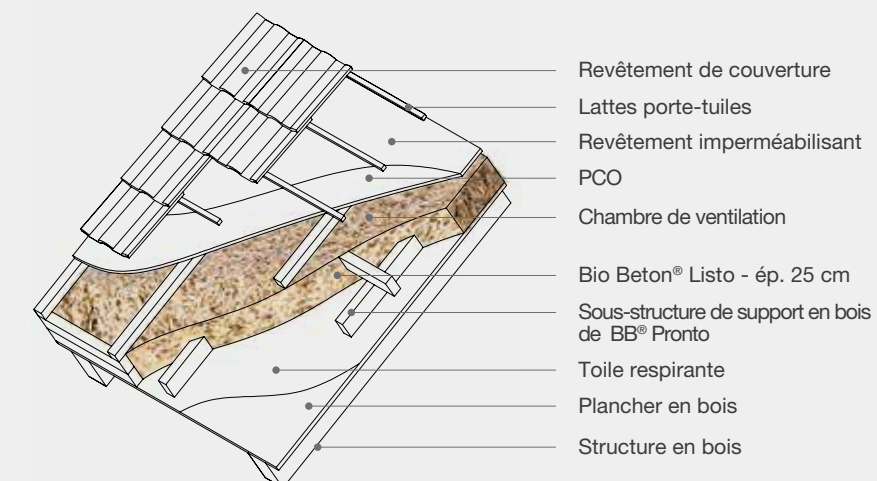 Revêtement de couverture
Lattes porte-tuiles
Revêtement imperméabilisant
PCO
Chambre de ventilation
Bio Beton® Listo - ép. 25 cm
Sous-structure de support en bois
de BB® Pronto
Toile respirante
Plancher en bois
Structure en bois